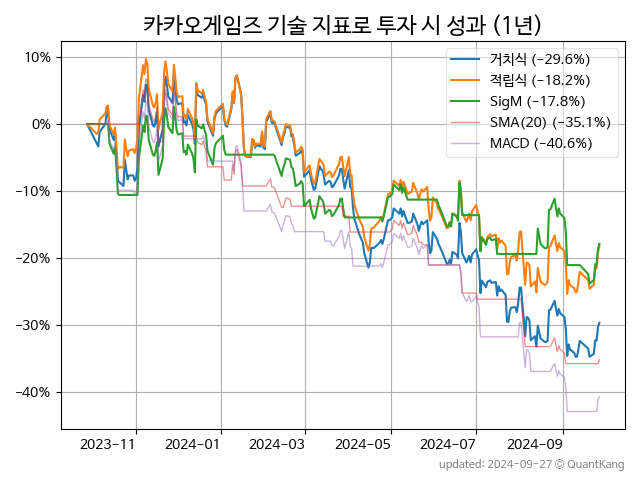 카카오게임즈 기술 지표로 투자 시 성과 (1년)
10%
0%
−10%
−20%
−30%
−40%
거치식 (−29.6%)
적립식 (−18.2%)
SigM (−17.8%)
SMA(20) (−35.1%)
MACD (−40.6%)
2023−11
2024−01
2024−03
2024−05
2024−07
2024−09
updated: 2024−09−27 © QuantKang